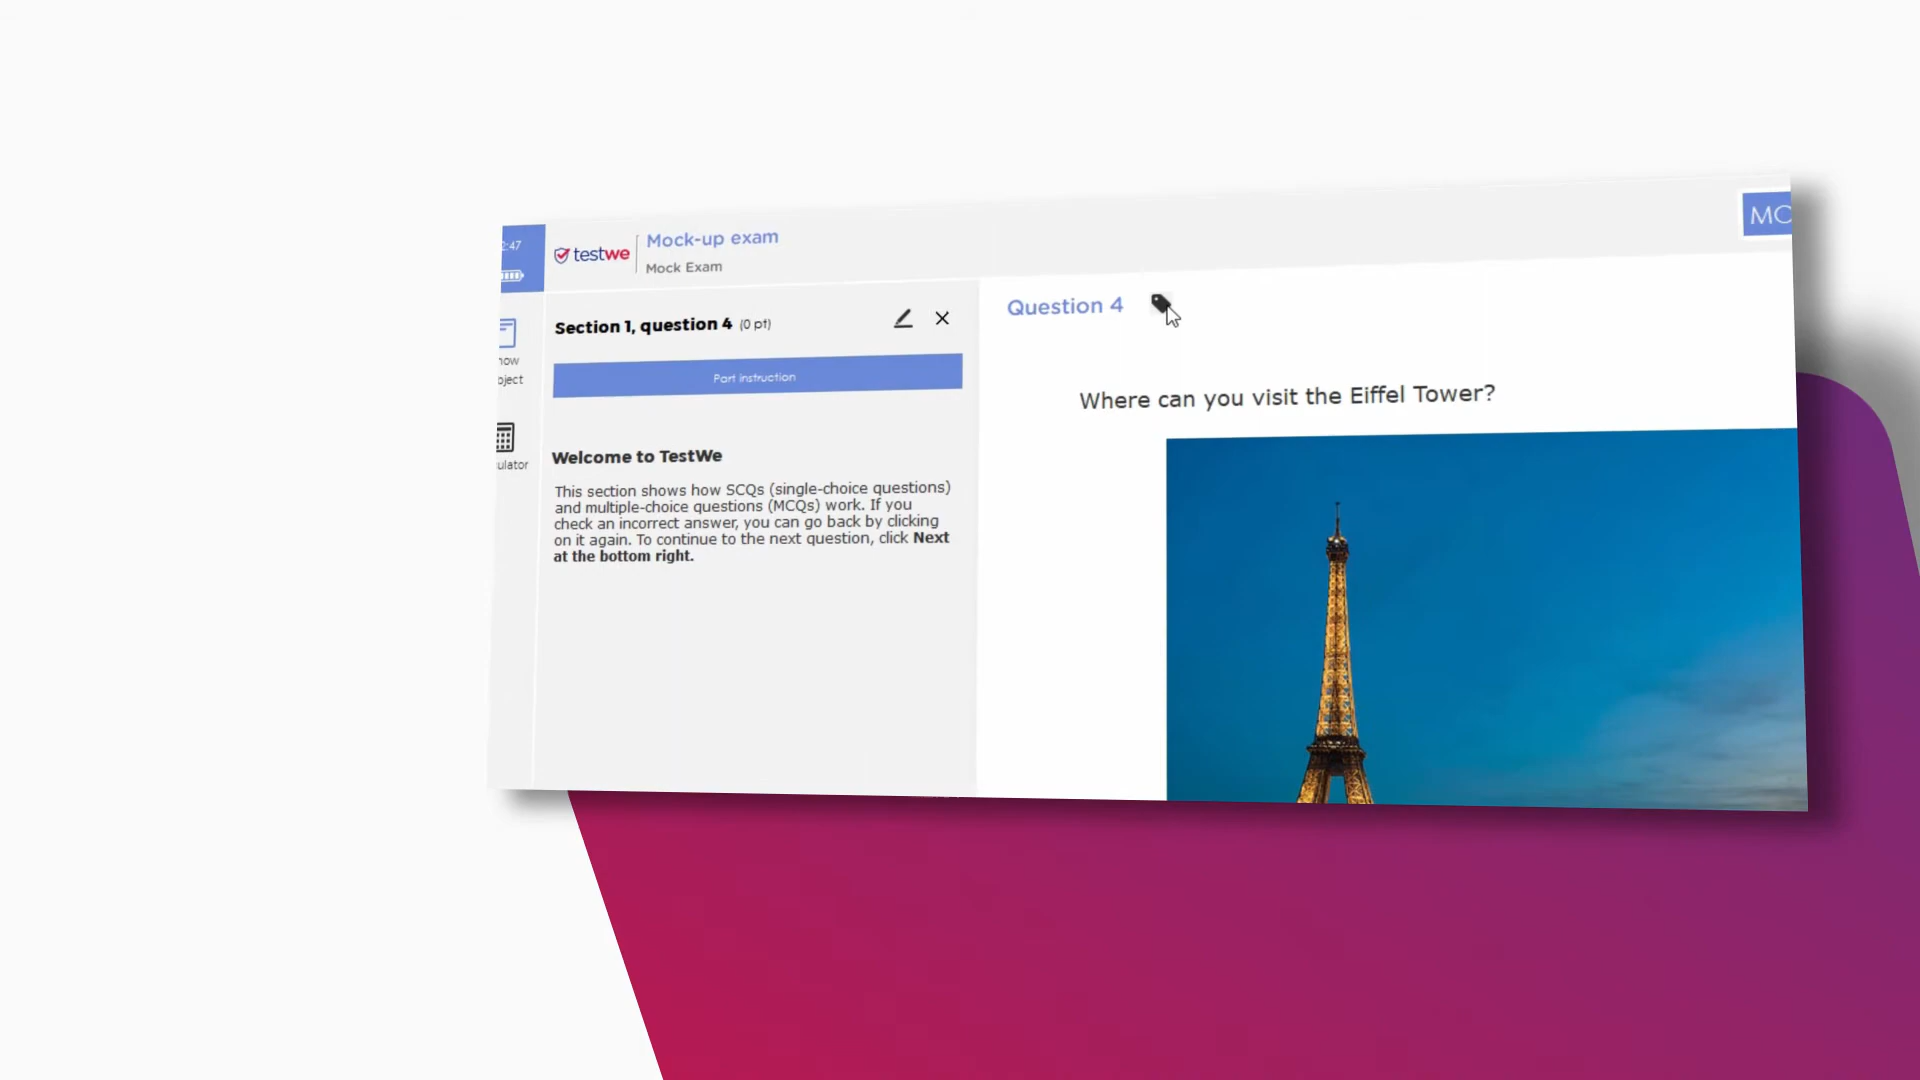 2:47
testwe
Mock-up exam
Mock Exam
MC
Section 1, question 4 (0 pt)
Question 4
Part instruction
Where can you visit the Eiffel Tower?
Welcome to TestWe
This section shows how SCQs (single-choice questions)
and multiple-choice questions (MCQs) work. If you
check an incorrect answer, you can go back by clicking
on it again. To continue to the next question, click Next
at the bottom right.